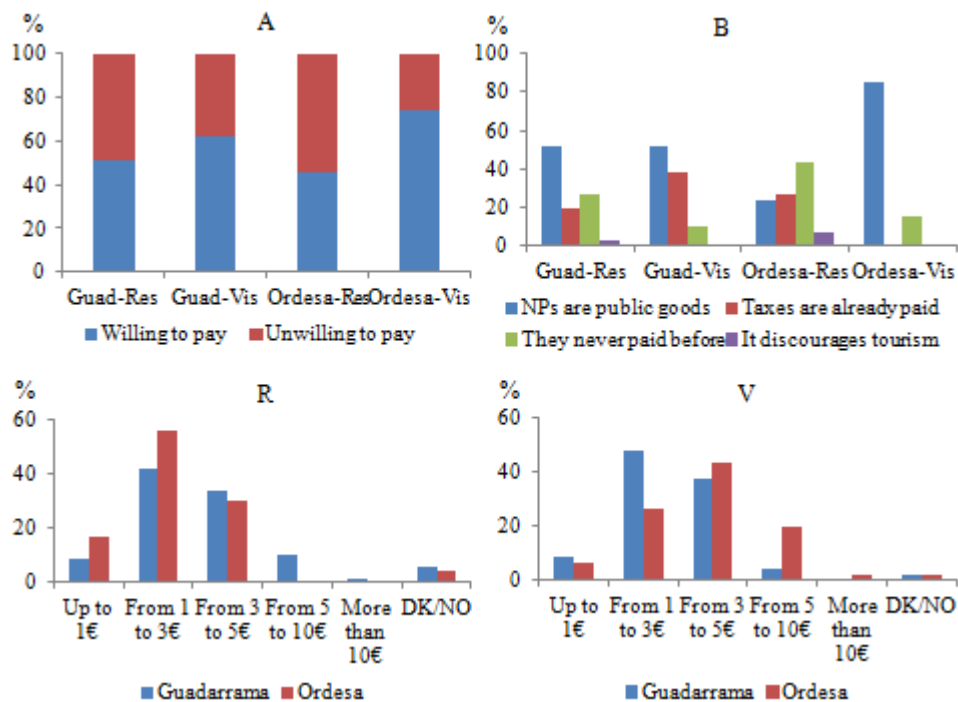 A
%
100
80
60
40
20
0
Guad-Res Guad-Vis Ordesa-Res Ordesa-Vis
Willing to pay Unwilling to pay
B
%
100
80
60
40
20
0
Guad-Res Guad-Vis Ordesa-Res Ordesa-Vis
NPs are public goods Taxes are already paid
They never paid before It discourages tourism
R
%
60
40
20
0
Up to From 1 From 3 From 5 More DK/NO
1€ to 3€ to 5€ to 10€ than
10€
Guadarrama Ordesa
V
%
60
40
20
0
Up to From 1 From 3 From 5 More DK/NO
1€ to 3€ to 5€ to 10€ than
10€
Guadarrama Ordesa